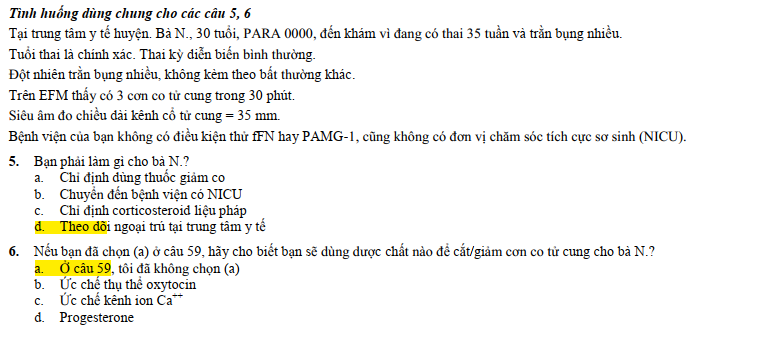 Tình huống dùng chung cho các câu 5, 6
Tại trung tâm y tế huyện. Bà N., 30 tuổi, PARA 0000, đến khám vì đang có thai 35 tuần và trằn bụng nhiều.
Tuổi thai là chính xác. Thai kỳ diễn biến bình thường.
Đột nhiên trằn bụng nhiều, không kèm theo bất thường khác.
Trên EFM thấy có 3 cơn co tử cung trong 30 phút.
Siêu âm đo chiều dài kênh cổ tử cung = 35 mm.
Bệnh viện của bạn không có điều kiện thử fFN hay PAMG-1, cũng không có đơn vị chăm sóc tích cực sơ sinh (NICU).
5. Bạn phải làm gì cho bà N.?
a. Chỉ định dùng thuốc giảm co
b. Chuyển đến bệnh viện có NICU
c. Chỉ định corticosteroid liệu pháp
d. Theo dõi ngoại trú tại trung tâm y tế
6. Nếu bạn đã chọn (a) ở câu 59, hãy cho biết bạn sẽ dùng dược chất nào để cắt/giảm cơn co tử cung cho bà N.?
a. Ở câu 59, tôi đã không chọn (a)
b. Ức chế thụ thể oxytocin
c. Ức chế kênh ion Ca⁺⁺
d. Progesterone